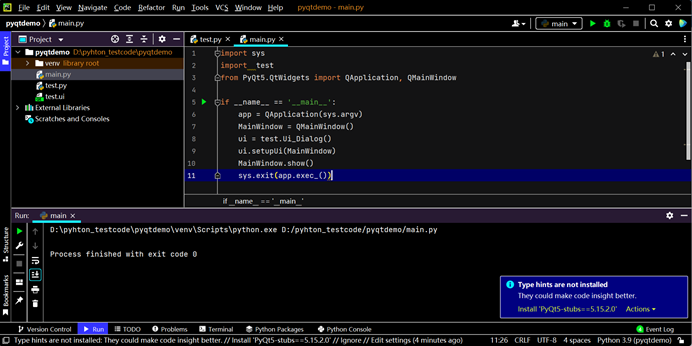 File Edit View Navigate Code Refactor Run Tools VCS Window Help pyqtdemo - main.py
pyqtdemo main.py main
Project test.py main.py
Project
pyqtdemo D:\pyhton_testcode\pyqtdemo
venv library root
main.py
test.py
test.ui
External Libraries
Scratches and Consoles
1 import sys
2 import__test
3 from PyQt5.QtWidgets import QApplication, QMainWindow
4
5 if __name__ == '__main__':
6 app = QApplication(sys.argv)
7 MainWindow = QMainWindow()
8 ui = test.Ui_Dialog()
9 ui.setupUi(MainWindow)
10 MainWindow.show()
11 sys.exit(app.exec_())
1
if __name__ == '__main__'
Run: main
D:\pyhton_testcode\pyqtdemo\venv\Scripts\python.exe D:/pyhton_testcode/pyqtdemo/main.py
Process finished with exit code 0
Structure
Bookmarks
Type hints are not installed
They could make code insight better.
Install 'PyQt5-stubs==5.15.2.0' Actions
Version Control Run TODO Problems Terminal Python Packages Python Console Event Log
Type hints are not installed: They could make code insight better. // Install 'PyQt5-stubs==5.15.2.0' // Ignore // Edit settings (4 minutes ago) 11:26 CRLF UTF-8 4 spaces Python 3.9 (pyqtdemo)